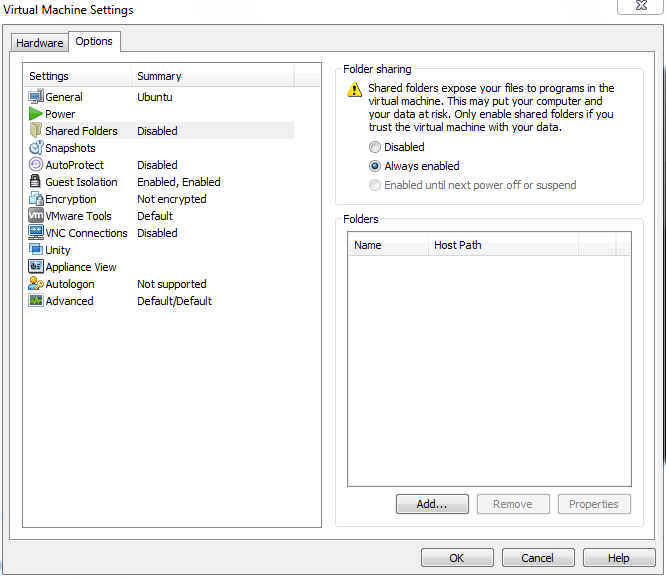 Virtual Machine Settings
Hardware Options
Settings Summary
General Ubuntu
Power
Shared Folders Disabled
Snapshots
AutoProtect Disabled
Guest Isolation Enabled, Enabled
Encryption Not encrypted
vm VMware Tools Default
VNC Connections Disabled
Unity
Appliance View
Autologon Not supported
Advanced Default/Default
Folder sharing
Shared folders expose your files to programs in the
virtual machine. This may put your computer and
your data at risk. Only enable shared folders if you
trust the virtual machine with your data.
Disabled
Always enabled
Enabled until next power off or suspend
Folders
Name Host Path
Add... Remove Properties
OK Cancel Help